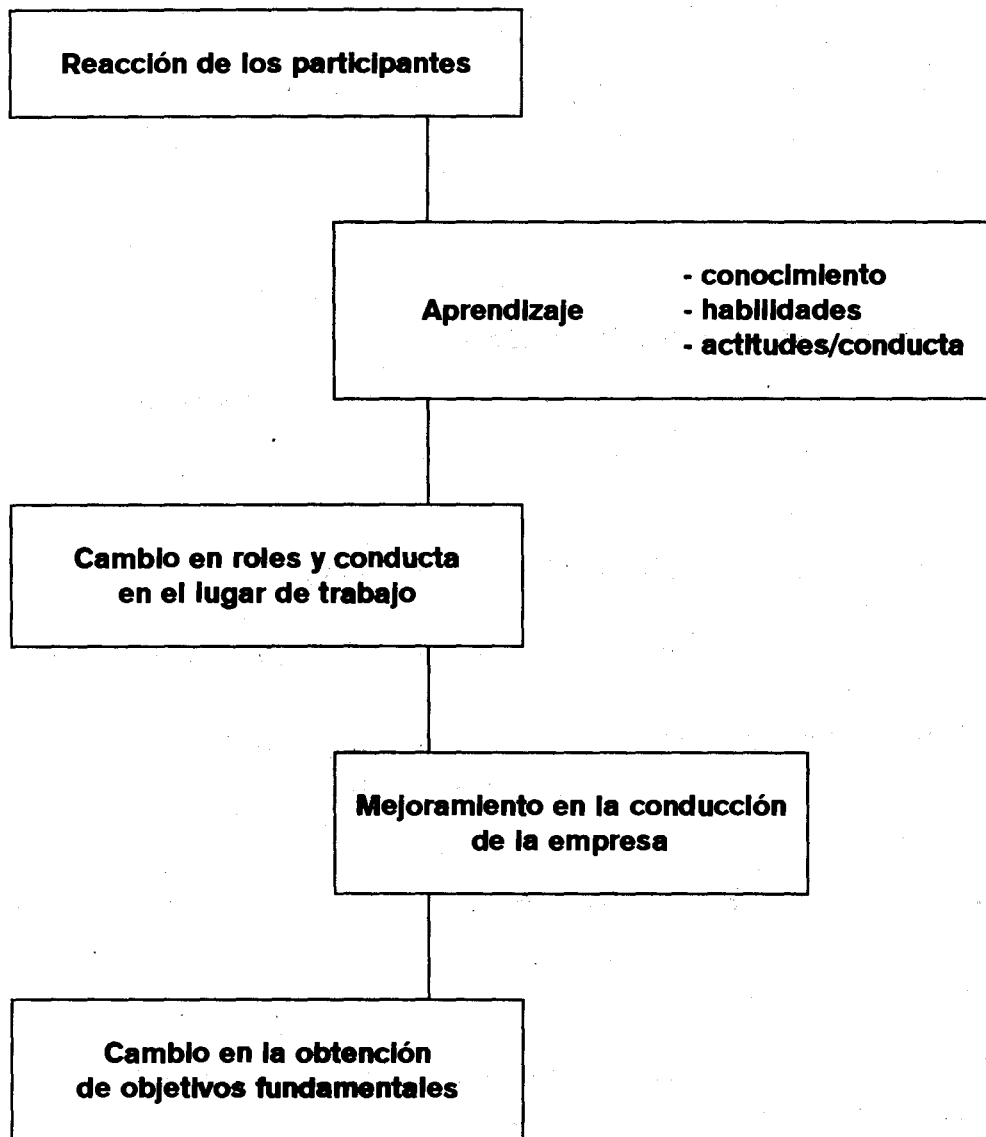 Reacción de los participantes
Aprendizaje
- conocimiento
- habilidades
- actitudes/conducta
Cambio en roles y conducta
en el lugar de trabajo
Mejoramiento en la conducción
de la empresa
Cambio en la obtención
de objetivos fundamentales